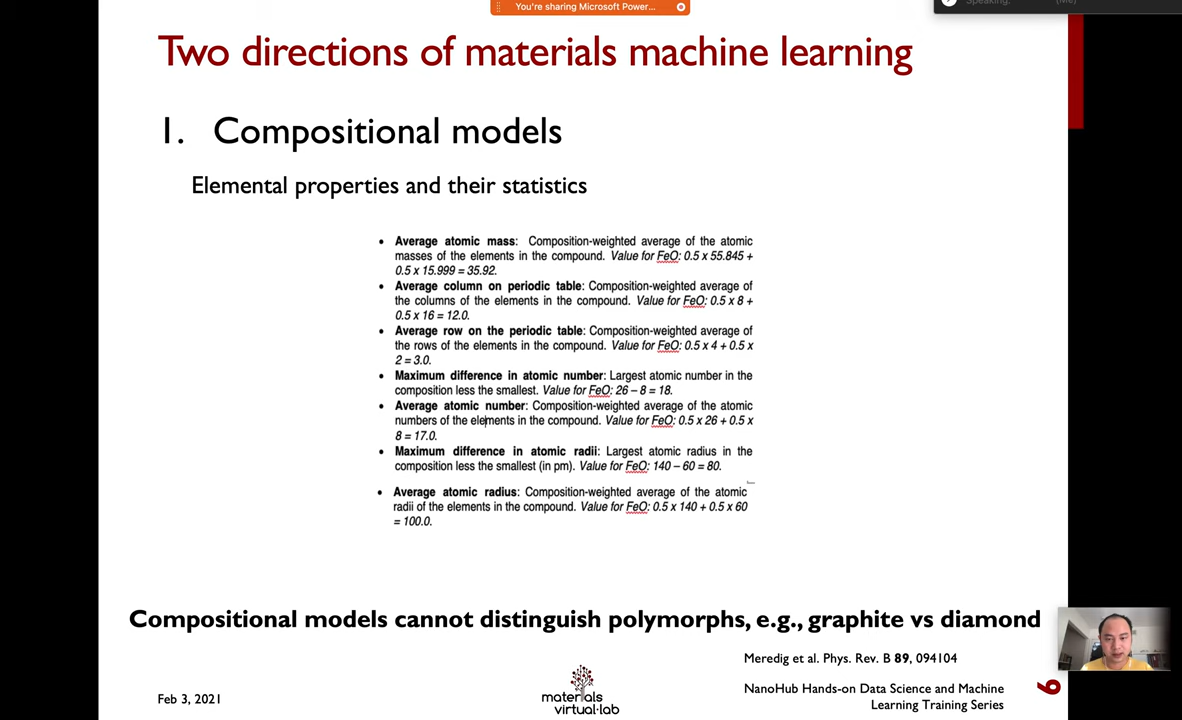 You're sharing Microsoft Power...
Speaking:
(Me)
Two directions of materials machine learning
1. Compositional models
Elemental properties and their statistics
• Average atomic mass: Composition-weighted average of the atomic
masses of the elements in the compound. Value for FeO: 0.5 x 55.845 +
0.5 x 15.999 = 35.92.
• Average column on periodic table: Composition-weighted average of
the columns of the elements in the compound. Value for FeO: 0.5 x 8 +
0.5 x 16 = 12.0.
• Average row on the periodic table: Composition-weighted average of
the rows of the elements in the compound. Value for FeO: 0.5 x 4 + 0.5 x
2 = 3.0.
• Maximum difference in atomic number: Largest atomic number in the
composition less the smallest. Value for FeO: 26 – 8 = 18.
• Average atomic number: Composition-weighted average of the atomic
numbers of the elements in the compound. Value for FeO: 0.5 x 26 + 0.5 x
8 = 17.0.
• Maximum difference in atomic radii: Largest atomic radius in the
composition less the smallest (in pm). Value for FeO: 140 – 60 = 80.
• Average atomic radius: Composition-weighted average of the atomic
radii of the elements in the compound. Value for FeO: 0.5 x 140 + 0.5 x 60
= 100.0.
Compositional models cannot distinguish polymorphs, e.g., graphite vs diamond
Meredig et al. Phys. Rev. B 89, 094104
Feb 3, 2021
materials
virtual·lab
NanoHub Hands-on Data Science and Machine
Learning Training Series
6